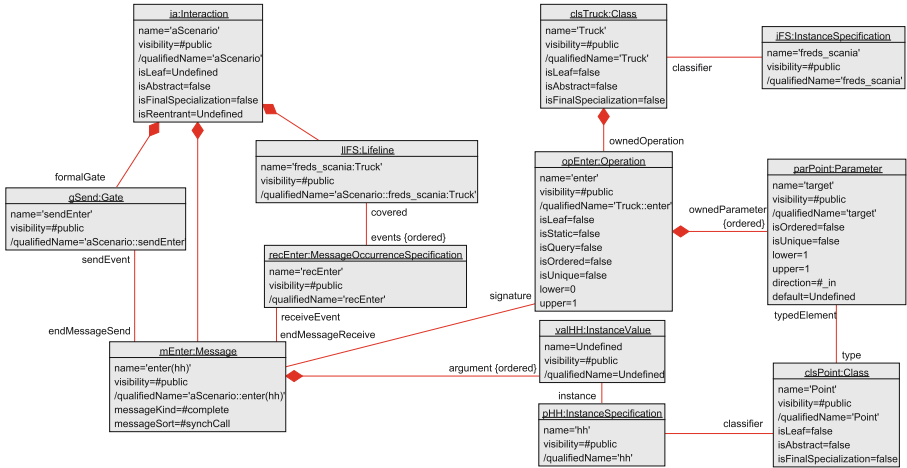 ia:Interaction
name='aScenario'
visibility=#public
/qualifiedName='aScenario'
isLeaf=Undefined
isAbstract=false
isFinalSpecialization=false
isReentrant=Undefined
clsTruck:Class
name='Truck'
visibility=#public
/qualifiedName='Truck'
isLeaf=false
isAbstract=false
isFinalSpecialization=false
classifier
iFS:InstanceSpecification
name='freds_scania'
visibility=#public
/qualifiedName='freds_scania'
ownedOperation
formalGate
llFS:Lifeline
name='freds_scania:Truck'
visibility=#public
/qualifiedName='aScenario::freds_scania:Truck'
covered
events {ordered}
gSend:Gate
name='sendEnter'
visibility=#public
/qualifiedName='aScenario::sendEnter
sendEvent
endMessageSend
recEnter:MessageOccurrenceSpecification
name='recEnter'
visibility=#public
/qualifiedName='recEnter'
receiveEvent
endMessageReceive
opEnter:Operation
name='enter'
visibility=#public
/qualifiedName='Truck::enter'
isLeaf=false
isStatic=false
isQuery=false
isOrdered=false
isUnique=false
lower=0
upper=1
signature
ownedParameter
{ordered}
parPoint:Parameter
name='target'
visibility=#public
/qualifiedName='target'
isOrdered=false
isUnique=false
lower=1
upper=1
direction=#_in
default=Undefined
typedElement
type
mEnter:Message
name='enter(hh)'
visibility=#public
/qualifiedName='aScenario::enter(hh)'
messageKind=#complete
messageSort=#synchCall
argument {ordered}
valHH:InstanceValue
name=Undefined
visibility=#public
/qualifiedName=Undefined
instance
pHH:InstanceSpecification
name='hh'
visibility=#public
/qualifiedName='hh'
classifier
clsPoint:Class
name='Point'
visibility=#public
/qualifiedName='Point'
isLeaf=false
isAbstract=false
isFinalSpecialization=false